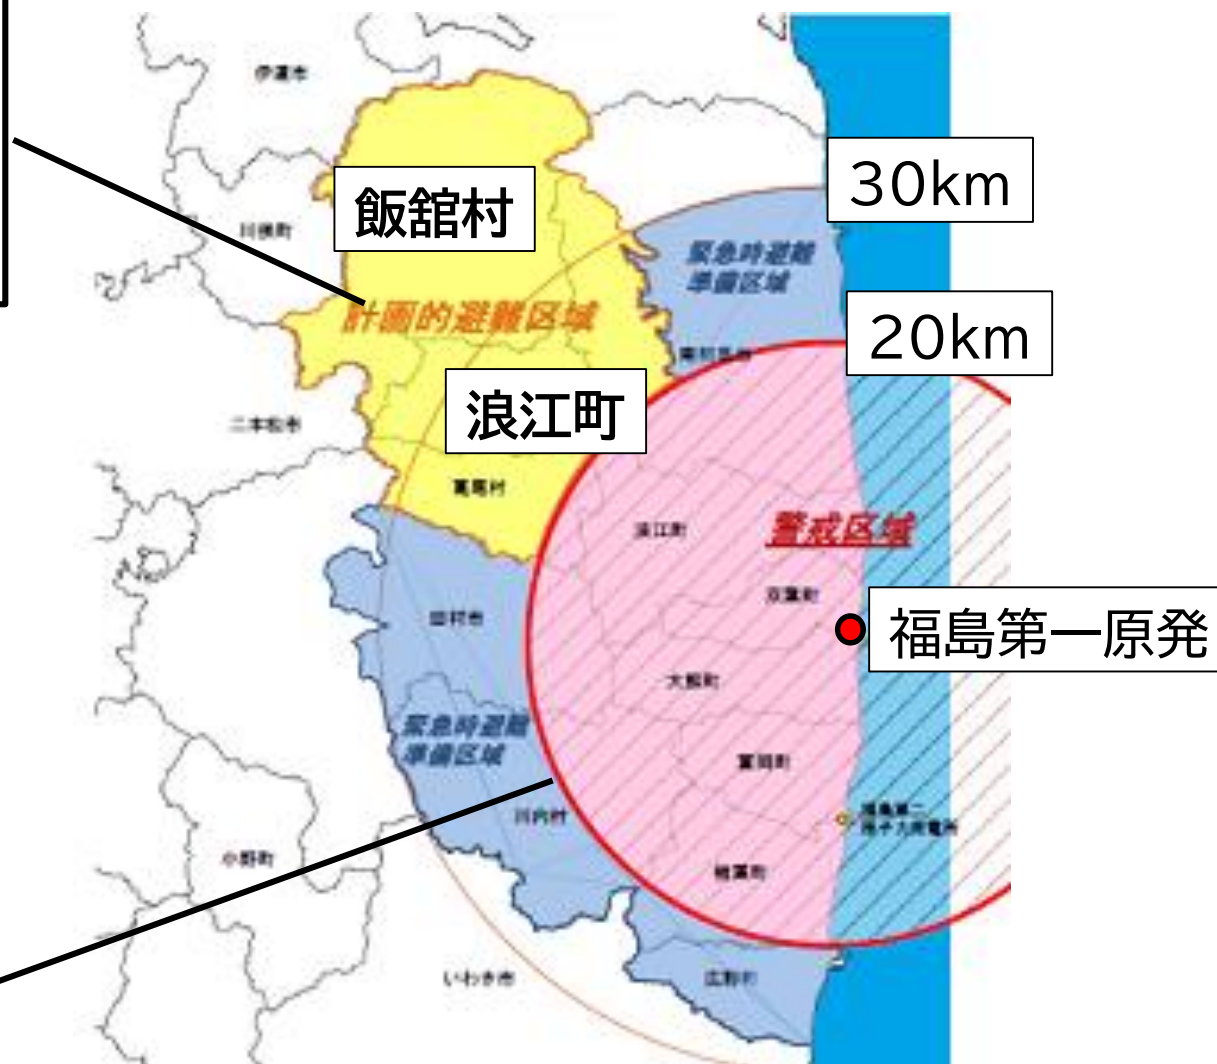 伊達市
飯舘村
30km
川俣町
緊急時避難
準備区域
計画的避難区域
20km
南相馬市
浪江町
二本松市
葛尾村
浪江町
警戒区域
双葉町
田村市
福島第一原発
大熊町
緊急時避難
準備区域
富岡町
川内村
福島第二
原子力発電所
小野町
楢葉町
いわき市
広野町